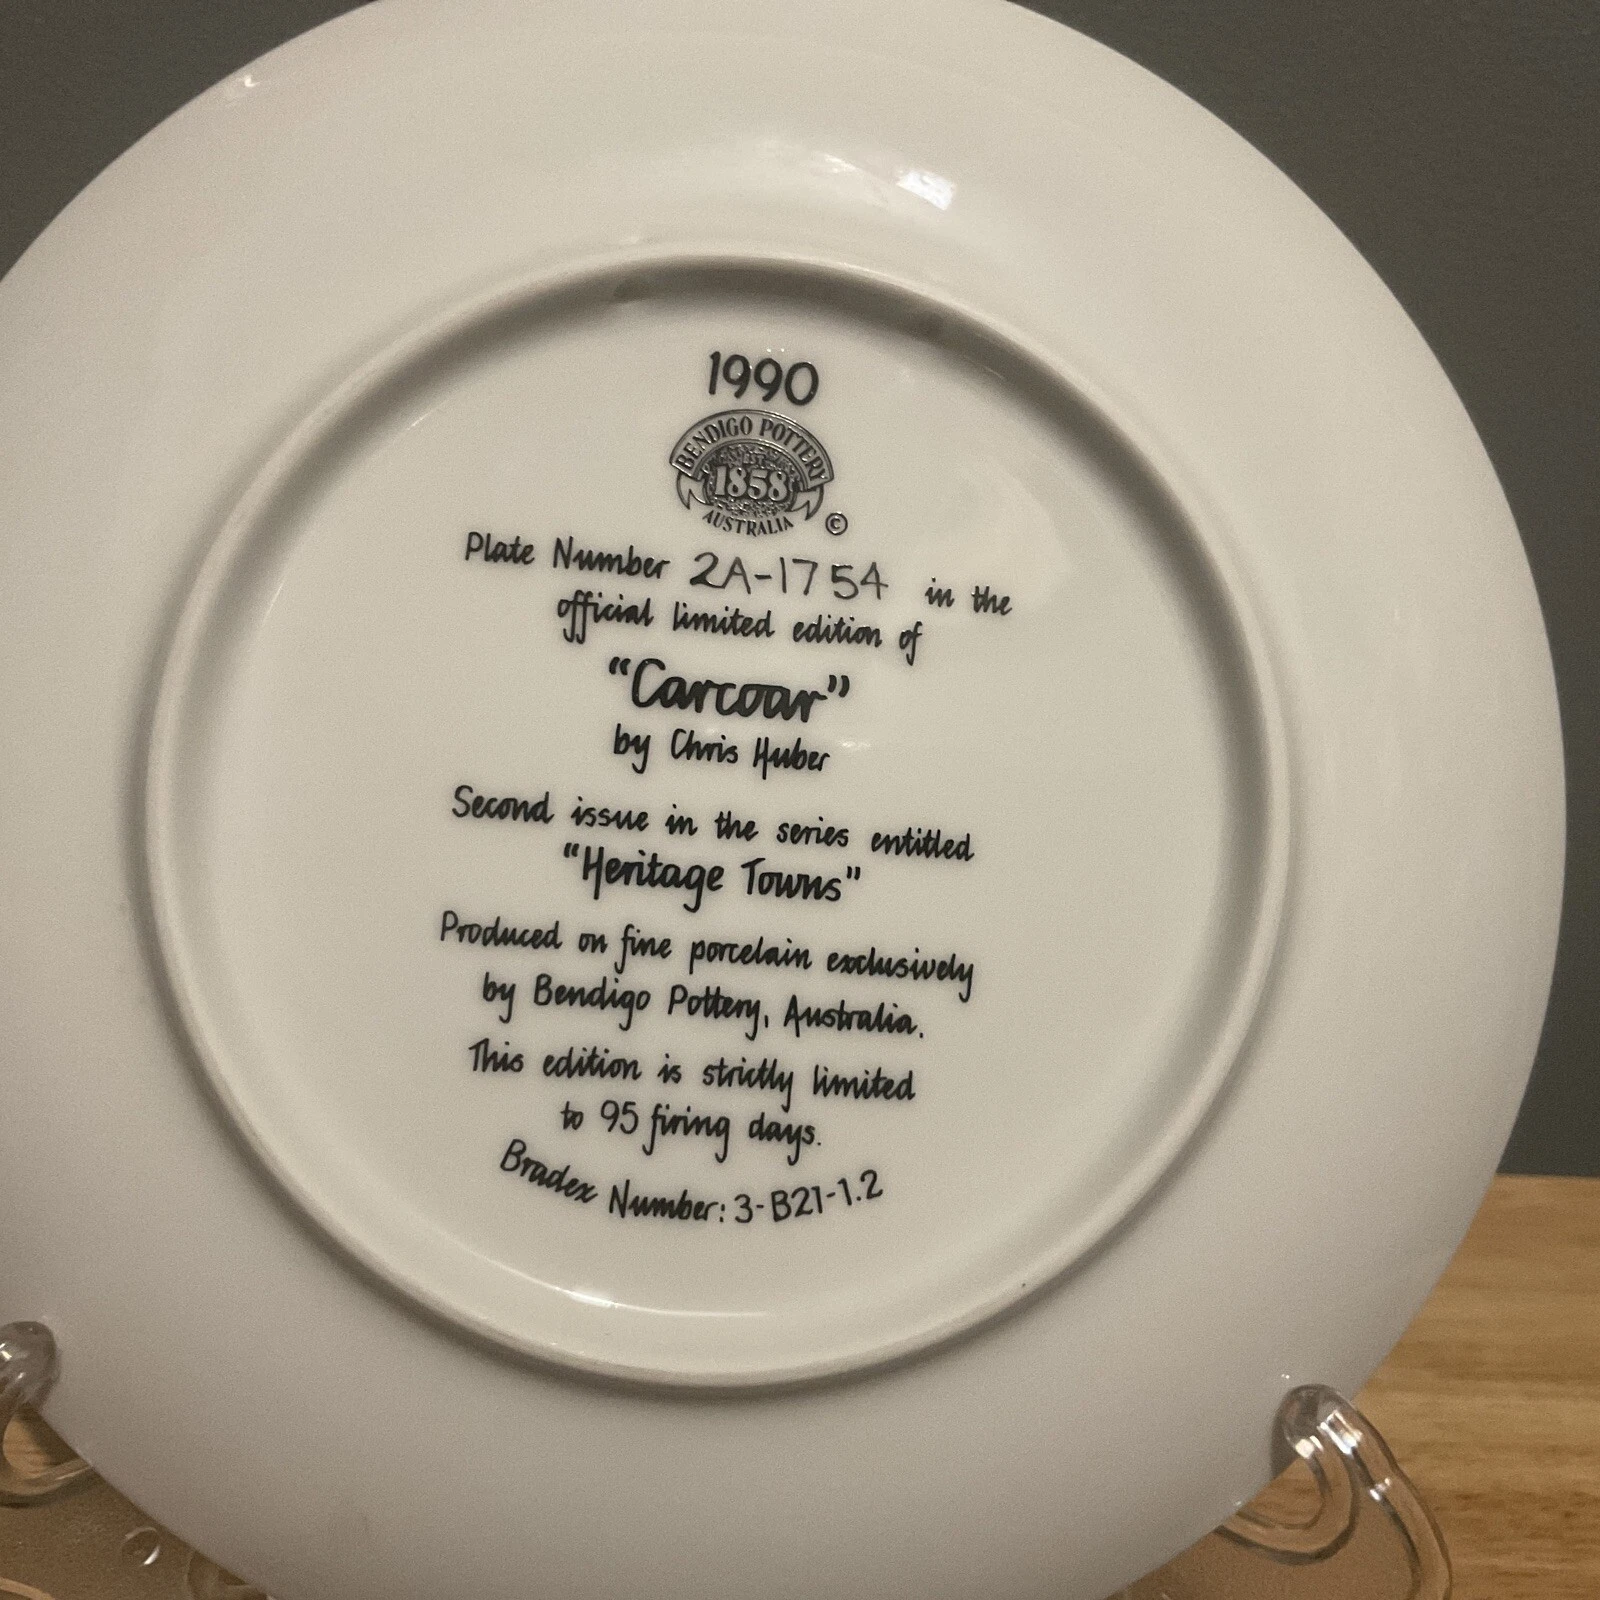 1990
BENDIGO POTTERY
EST
1858
AUSTRALIA ©
Plate Number 2A-1754 in the
official limited edition of
"Carcoar"
by Chris Huber
Second issue in the series entitled
"Heritage Towns"
Produced on fine porcelain exclusively
by Bendigo Pottery, Australia.
This edition is strictly limited
to 95 firing days.
Bradex Number: 3-B21-1.2